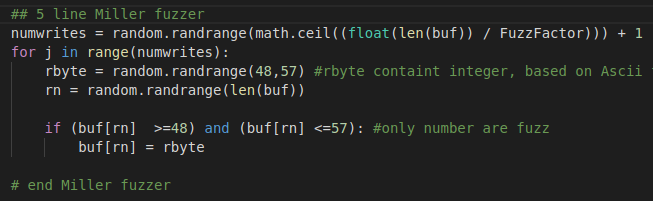 ## 5 line Miller fuzzer
numwrites = random.randrange(math.ceil((float(len(buf)) / FuzzFactor))) + 1
for j in range(numwrites):
rbyte = random.randrange(48,57) #rbyte containt integer, based on Ascii
rn = random.randrange(len(buf))
if (buf[rn] >=48) and (buf[rn] <=57): #only number are fuzz
buf[rn] = rbyte
# end Miller fuzzer